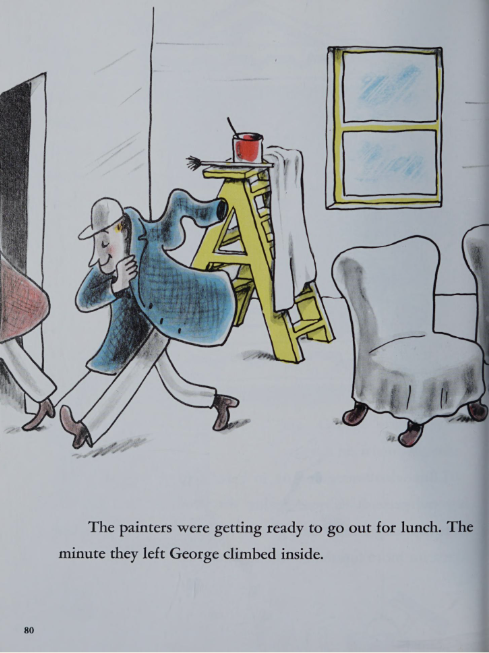 The painters were getting ready to go out for lunch. The
minute they left George climbed inside.
80